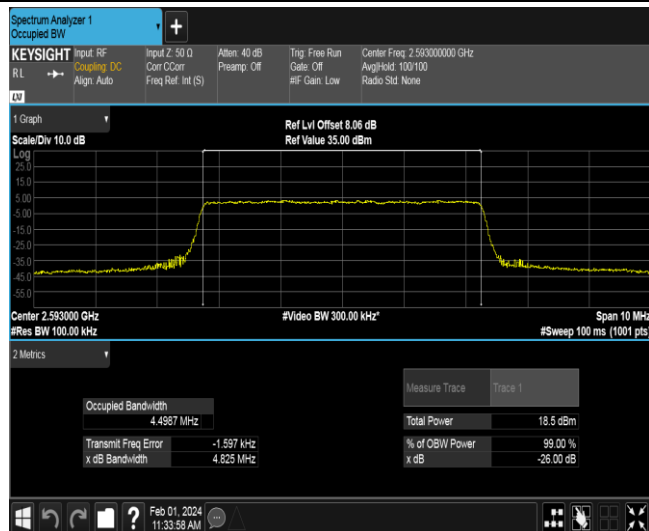 Spectrum Analyzer 1
Occupied BW
+
KEYSIGHT
RL
LXI
Input: RF
Coupling: DC
Align: Auto
Input Z: 50 Ω
Corr CCorr
Freq Ref: Int (S)
Atten: 40 dB
Preamp: Off
Trig: Free Run
Gate: Off
#IF Gain: Low
Center Freq: 2.593000000 GHz
Avg|Hold: 100/100
Radio Std: None
1 Graph
Scale/Div 10.0 dB
Ref Lvl Offset 8.06 dB
Ref Value 35.00 dBm
Log
25.0
15.0
5.00
-5.00
-15.0
-25.0
-35.0
-45.0
-55.0
Center 2.593000 GHz
#Video BW 300.00 kHz*
Span 10 MHz
#Res BW 100.00 kHz
#Sweep 100 ms (1001 pts)
2 Metrics
Measure Trace Trace 1
Occupied Bandwidth
4.4987 MHz
Total Power 18.5 dBm
Transmit Freq Error -1.597 kHz
% of OBW Power 99.00 %
x dB Bandwidth 4.825 MHz
x dB -26.00 dB
?
Feb 01, 2024
11:33:58 AM